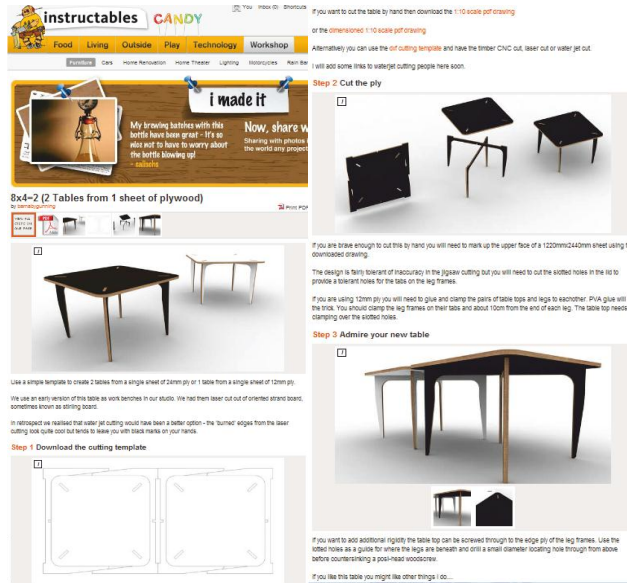 You Inbox (0) Shortcuts
instructables CANDY
Food Living Outside Play Technology Workshop
Furniture Cars Home Renovation Home Theater Lighting Motorcycles Rain Bar
i made it
My brewing batches with this
bottle have been great - It's so
nice not to have to worry about
the bottle blowing up!
Now, share w
Sharing with photos
the world any project
8x4=2 (2 Tables from 1 sheet of plywood)
by barnabygunning
Print PDF
PDF
Use a simple template to create 2 tables from a single sheet of 24mm ply or 1 table from a single sheet of 12mm ply.
We use an early version of this table as work benches in our studio. We had them laser cut out of oriented strand board,
sometimes known as stirling board.
In retrospect we realised that water jet cutting would have been a better option - the 'burned' edges from the laser
cutting look quite cool but tends to leave you with black marks on your hands.
Step 1 Download the cutting template
If you want to cut the table by hand then download the 1:10 scale pdf drawing
or the dimensioned 1:10 scale pdf drawing
Alternatively you can use the dxf cutting template and have the timber CNC cut, laser cut or water jet cut.
I will add some links to waterjet cutting people here soon.
Step 2 Cut the ply
If you are brave enough to cut this by hand you will need to mark up the upper face of a 1220mmx2440mm sheet using
downloaded drawing.
The design is fairly tolerant of inaccuracy in the jigsaw cutting but you will need to cut the slotted holes in the lid to
provide a tolerant holes for the tabs on the leg frames.
If you are using 12mm ply you will need to glue and clamp the pairs of table tops and legs to eachother. PVA glue will
the trick. You should clamp the leg frames on their tabs and about 10cm from the end of each leg. The table top needs
clamping over the slotted holes.
Step 3 Admire your new table
If you want to add additional rigidity the table top can be screwed through to the edge ply of the leg frames. Use the
lotted holes as a guide for where the legs are beneath and drill a small diameter locating hole through from above
before countersinking a posi-head woodscrew.
If you like this table you might like other things I do...